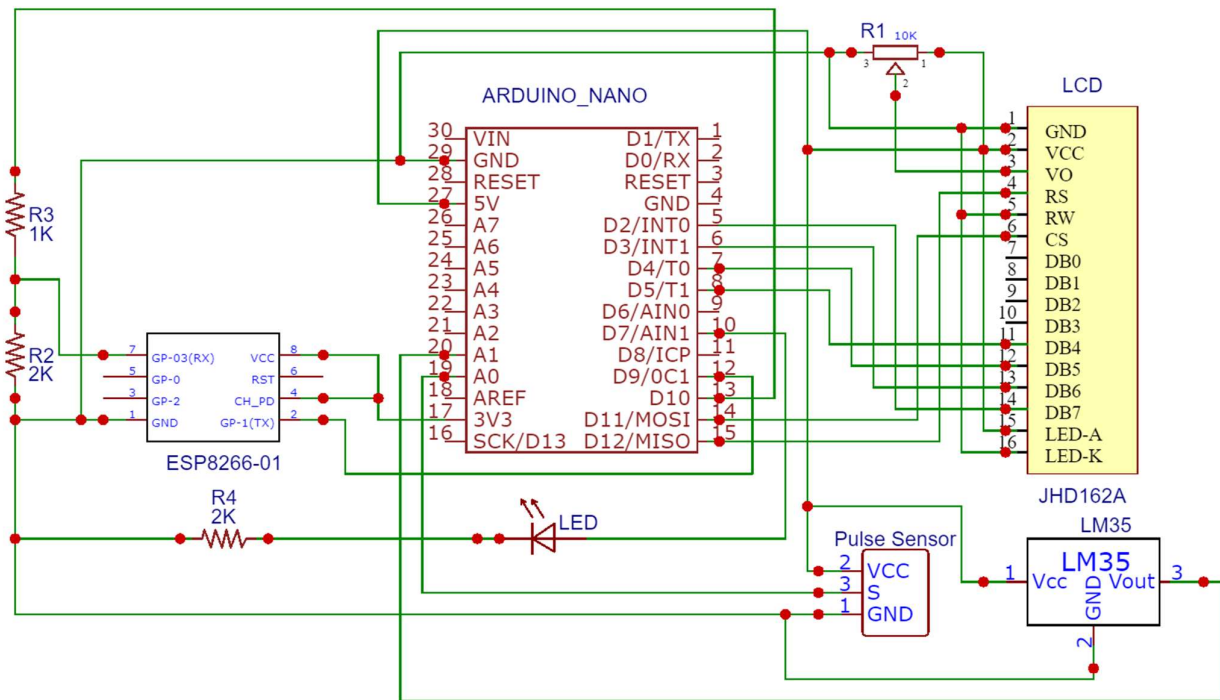 R1 10K
3 1
2
LCD
ARDUINO_NANO
30 VIN D1/TX 1
29 GND D0/RX 2
28 RESET RESET 3
27 5V GND 4
26 A7 D2/INT0 5
25 A6 D3/INT1 6
24 A5 D4/T0 7
23 A4 D5/T1 8
22 A3 D6/AIN0 9
21 A2 D7/AIN1 10
20 A1 D8/ICP 11
19 A0 D9/0C1 12
18 AREF D10 13
17 3V3 D11/MOSI 14
16 SCK/D13 D12/MISO 15
1 GND
2 VCC
3 VO
4 RS
5 RW
6 CS
7 DB0
8 DB1
9 DB2
10 DB3
11 DB4
12 DB5
13 DB6
14 DB7
15 LED-A
16 LED-K
JHD162A
R3
1K
R2
2K
7 GP-03(RX) VCC 8
5 GP-0 RST 6
3 GP-2 CH_PD 4
1 GND GP-1(TX) 2
ESP8266-01
R4
2K
LED
Pulse Sensor
2 VCC
3 S
1 GND
LM35
LM35
1 Vcc GND Vout 3
2